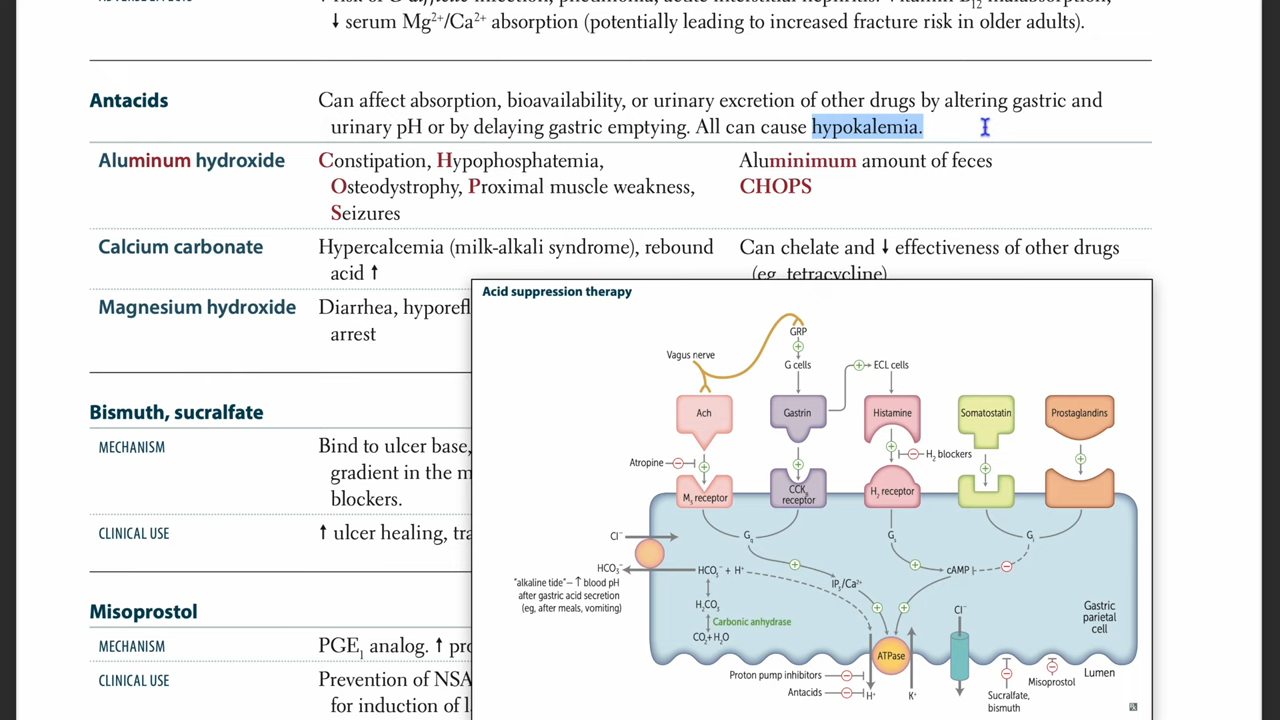 ↓ serum Mg²⁺/Ca²⁺ absorption (potentially leading to increased fracture risk in older adults).
Antacids
Can affect absorption, bioavailability, or urinary excretion of other drugs by altering gastric and
urinary pH or by delaying gastric emptying. All can cause hypokalemia.
Aluminum hydroxide
Constipation, Hypophosphatemia,
Osteodystrophy, Proximal muscle weakness,
Seizures
Aluminimum amount of feces
CHOPS
Calcium carbonate
Hypercalcemia (milk-alkali syndrome), rebound
acid ↑
Can chelate and ↓ effectiveness of other drugs
(eg, tetracycline)
Magnesium hydroxide
Diarrhea, hyporefl
arrest
Bismuth, sucralfate
MECHANISM
Bind to ulcer base,
gradient in the m
blockers.
CLINICAL USE
↑ ulcer healing, tra
Misoprostol
MECHANISM
PGE₁ analog. ↑ pro
CLINICAL USE
Prevention of NSA
for induction of l
Acid suppression therapy
GRP
Vagus nerve
G cells
ECL cells
Ach
Gastrin
Histamine
Somatostatin
Prostaglandins
Atropine
H₂ blockers
M₃ receptor
CCK
receptor
H₂ receptor
Cl⁻
Gq
Gs
Gi
HCO₃⁻
HCO₃⁻ + H⁺
cAMP
"alkaline tide"—↑ blood pH
after gastric acid secretion
(eg, after meals, vomiting)
IP₃/Ca²⁺
H₂CO₃
Carbonic anhydrase
CO₂+H₂O
Cl⁻
Gastric
parietal
cell
ATPase
Proton pump inhibitors
Antacids
H⁺
K⁺
Sucralfate,
bismuth
Misoprostol
Lumen